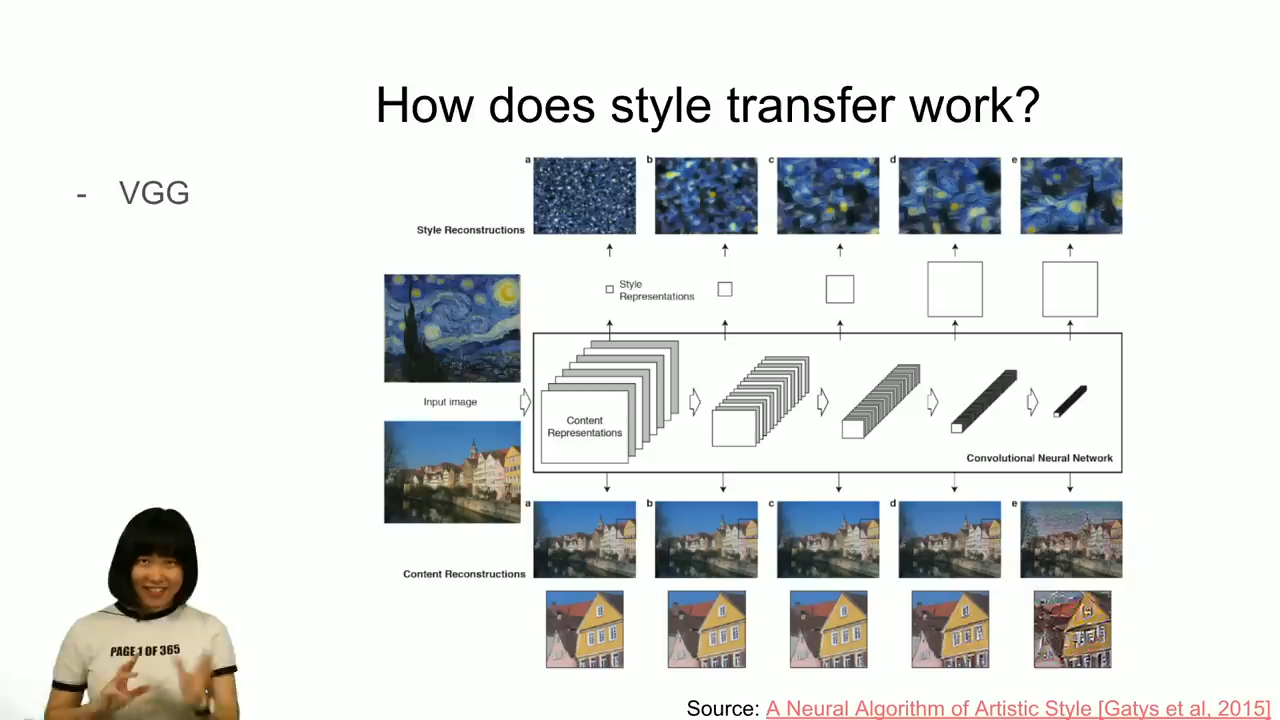 How does style transfer work?
- VGG
a b c d e
Style Reconstructions
Style
Representations
Input image
Content
Representations
Convolutional Neural Network
a b c d e
Content Reconstructions
PAGE 1 OF 365
Source: A Neural Algorithm of Artistic Style [Gatys et al, 2015]